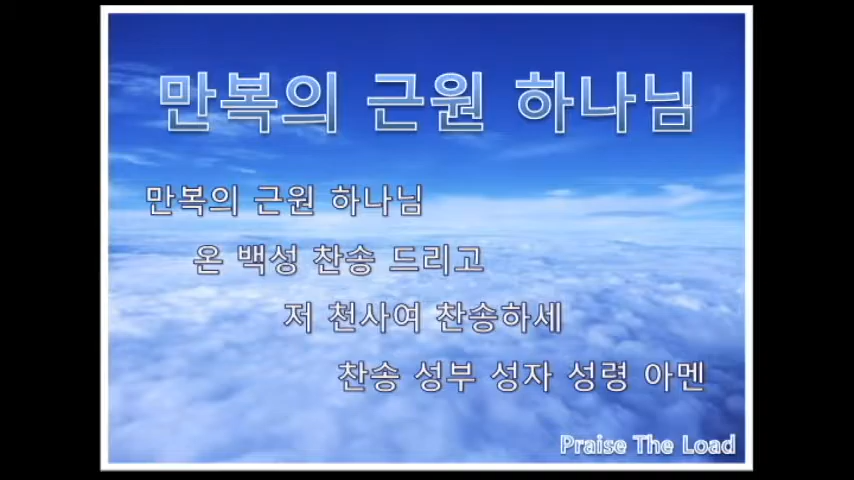 만복의 근원 하나님
만복의 근원 하나님
온 백성 찬송 드리고
저 천사여 찬송하세
찬송 성부 성자 성령 아멘
Praise The Load